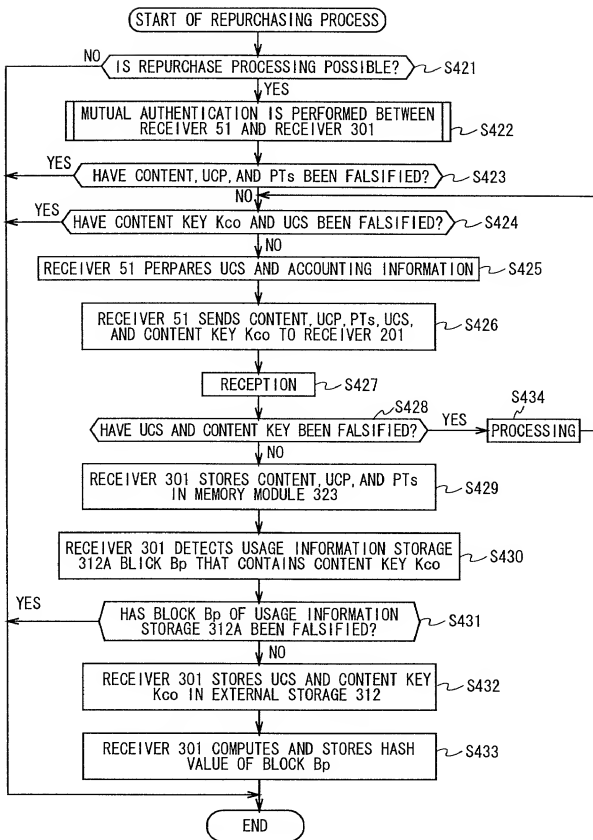 START OF REPURCHASING PROCESS
NO
IS REPURCHASE PROCESSING POSSIBLE?
S421
YES
MUTUAL AUTHENTICATION IS PERFORMED BETWEEN
RECEIVER 51 AND RECEIVER 301
S422
YES
HAVE CONTENT, UCP, AND PTs BEEN FALSIFIED?
S423
NO
YES
HAVE CONTENT KEY Kco AND UCS BEEN FALSIFIED?
S424
NO
RECEIVER 51 PERPARES UCS AND ACCOUNTING INFORMATION
S425
RECEIVER 51 SENDS CONTENT, UCP, PTs, UCS,
AND CONTENT KEY Kco TO RECEIVER 201
S426
RECEPTION
S427
S428
HAVE UCS AND CONTENT KEY BEEN FALSIFIED?
YES
S434
PROCESSING
NO
RECEIVER 301 STORES CONTENT, UCP, AND PTs
IN MEMORY MODULE 323
S429
RECEIVER 301 DETECTS USAGE INFORMATION STORAGE
312A BLICK Bp THAT CONTAINS CONTENT KEY Kco
S430
YES
HAS BLOCK Bp OF USAGE INFORMATION
STORAGE 312A BEEN FALSIFIED?
S431
NO
RECEIVER 301 STORES UCS AND CONTENT KEY
Kco IN EXTERNAL STORAGE 312
S432
RECEIVER 301 COMPUTES AND STORES HASH
VALUE OF BLOCK Bp
S433
END